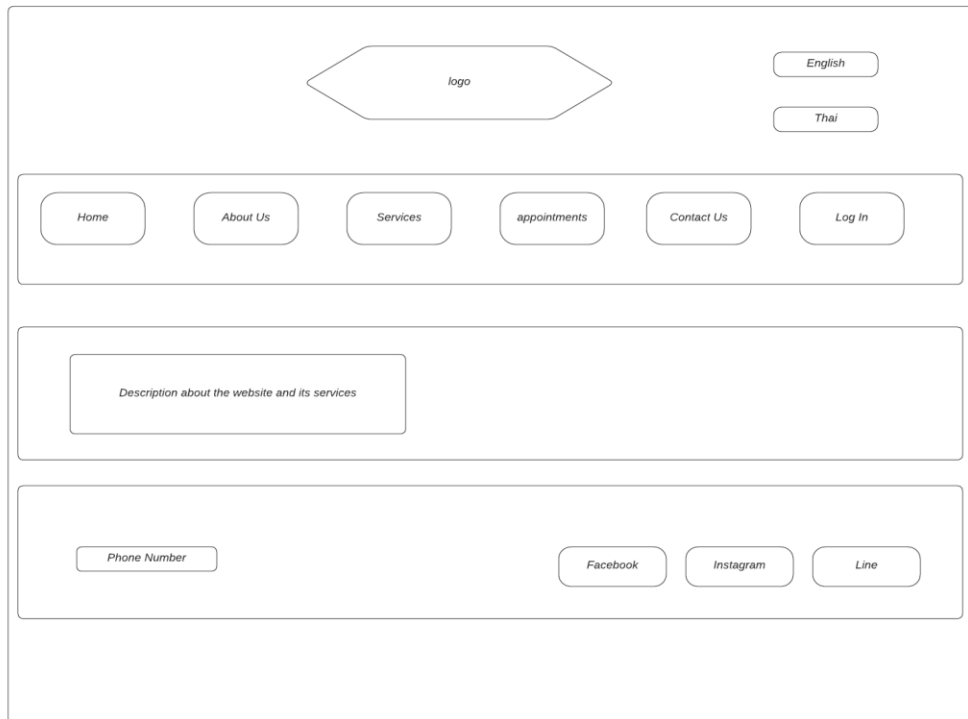 logo
English
Thai
Home
About Us
Services
appointments
Contact Us
Log In
Description about the website and its services
Phone Number
Facebook
Instagram
Line